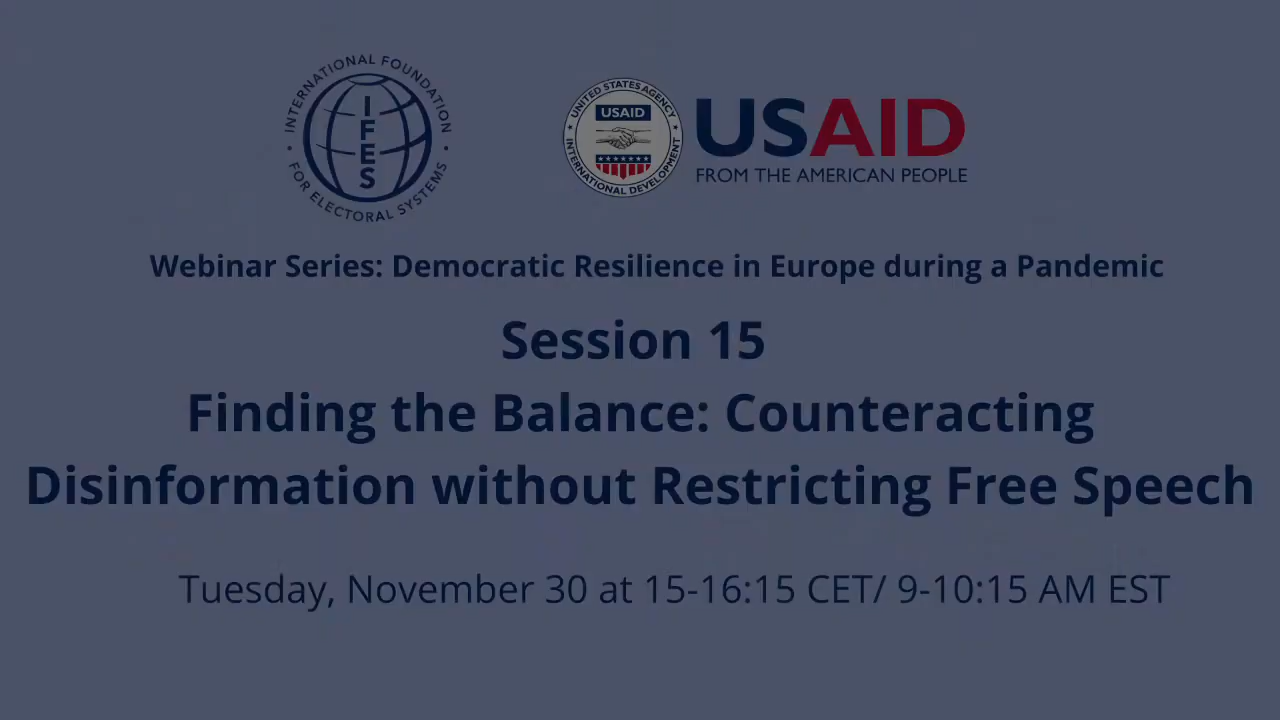 INTERNATIONAL FOUNDATION
FOR ELECTORAL SYSTEMS
IFES
UNITED STATES AGENCY
INTERNATIONAL DEVELOPMENT
USAID
USAID
FROM THE AMERICAN PEOPLE
Webinar Series: Democratic Resilience in Europe during a Pandemic
Session 15
Finding the Balance: Counteracting
Disinformation without Restricting Free Speech
Tuesday, November 30 at 15-16:15 CET/ 9-10:15 AM EST